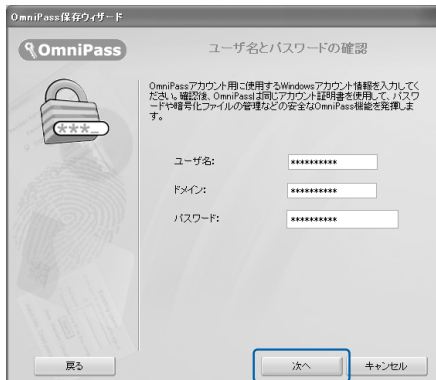 OmniPass保存ウィザード
OmniPass
ユーザ名とパスワードの確認
OmniPassアカウント用に使用するWindowsアカウント情報を入力してく
ださい。確認後、OmniPassは同じアカウント証明書を使用して、パスワ
ードや暗号化ファイルの管理などの安全なOmniPass機能を発揮しま
す。
***_
ユーザ名:
**********
ドメイン:
**********
パスワード:
**********
戻る
次へ
キャンセル